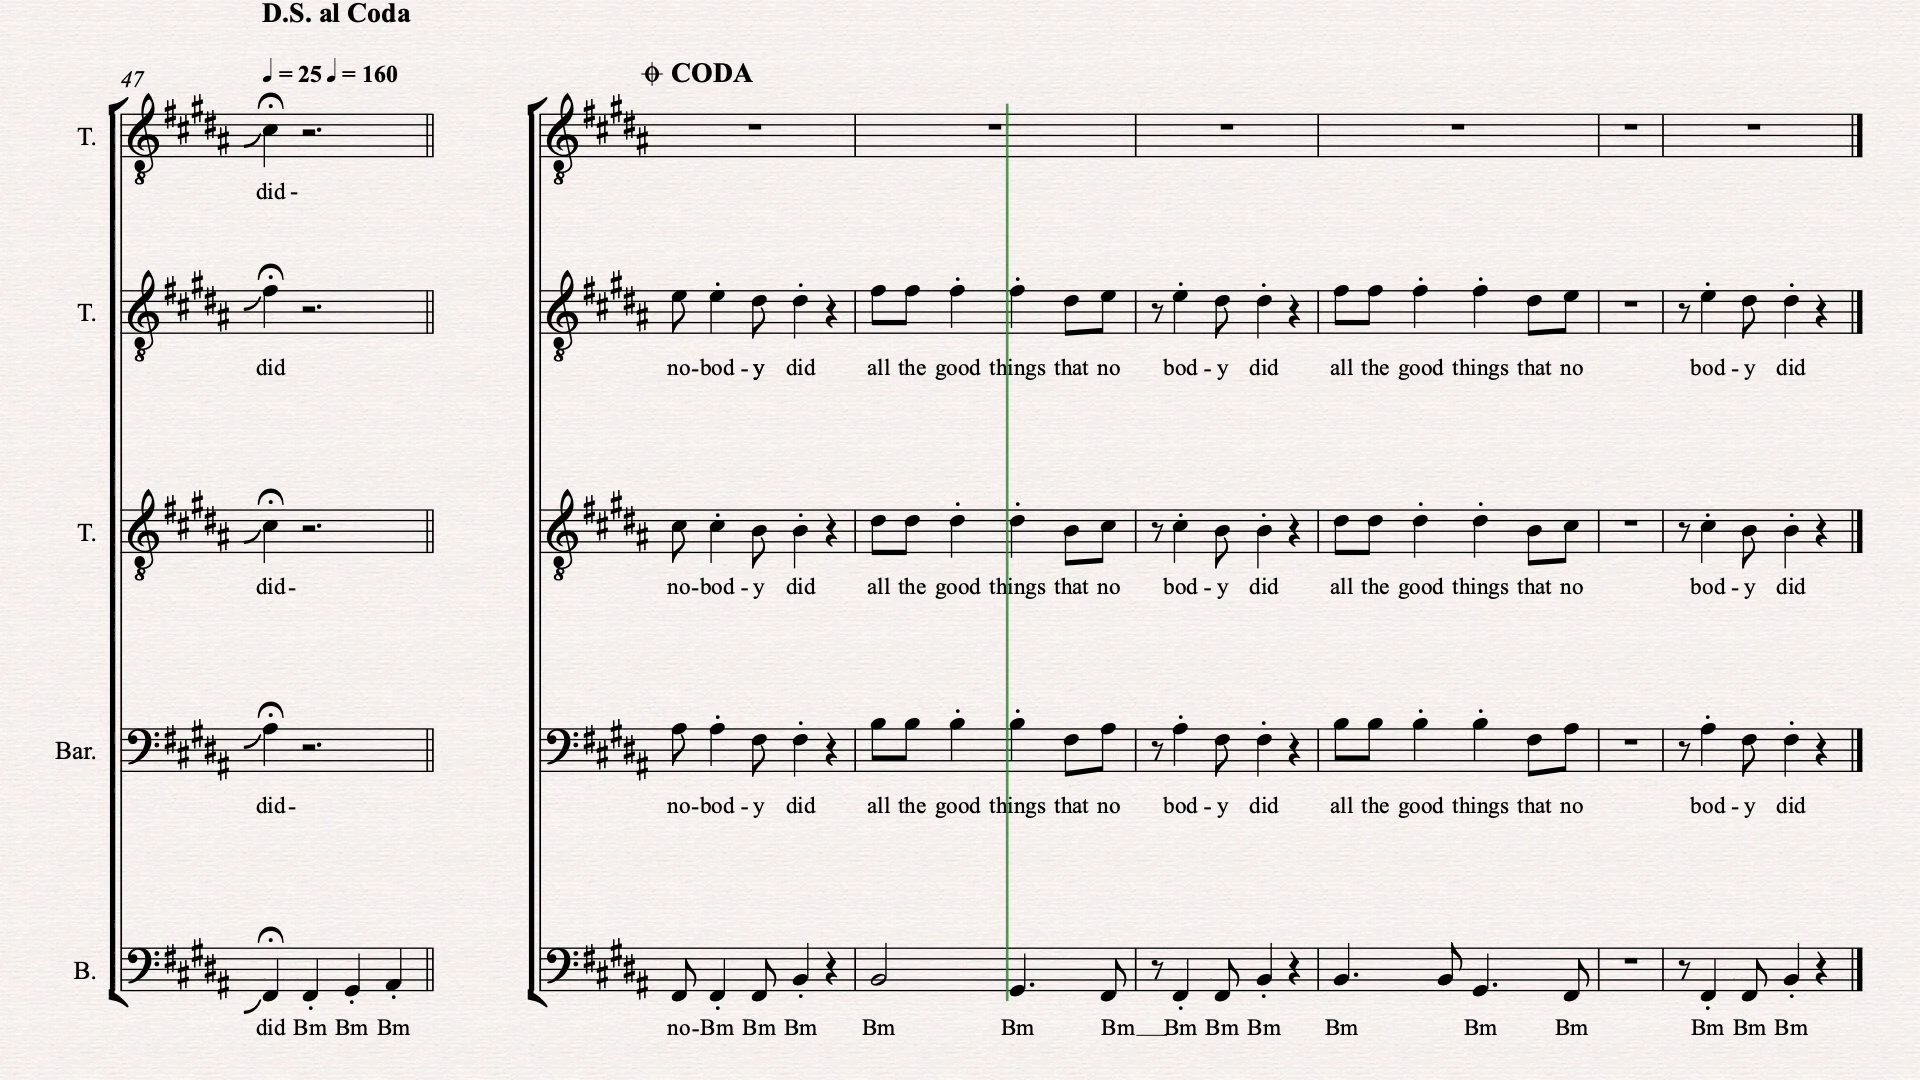 D.S. al Coda
47
= 25 = 160
CODA
T.
did -
T.
did
no-bod - y did all the good things that no bod - y did all the good things that no bod - y did
T.
did-
no-bod - y did all the good things that no bod - y did all the good things that no bod - y did
Bar.
did-
no-bod - y did all the good things that no bod - y did all the good things that no bod - y did
B.
did Bm Bm Bm
no-Bm Bm Bm Bm Bm Bm__Bm Bm Bm Bm Bm Bm Bm Bm Bm